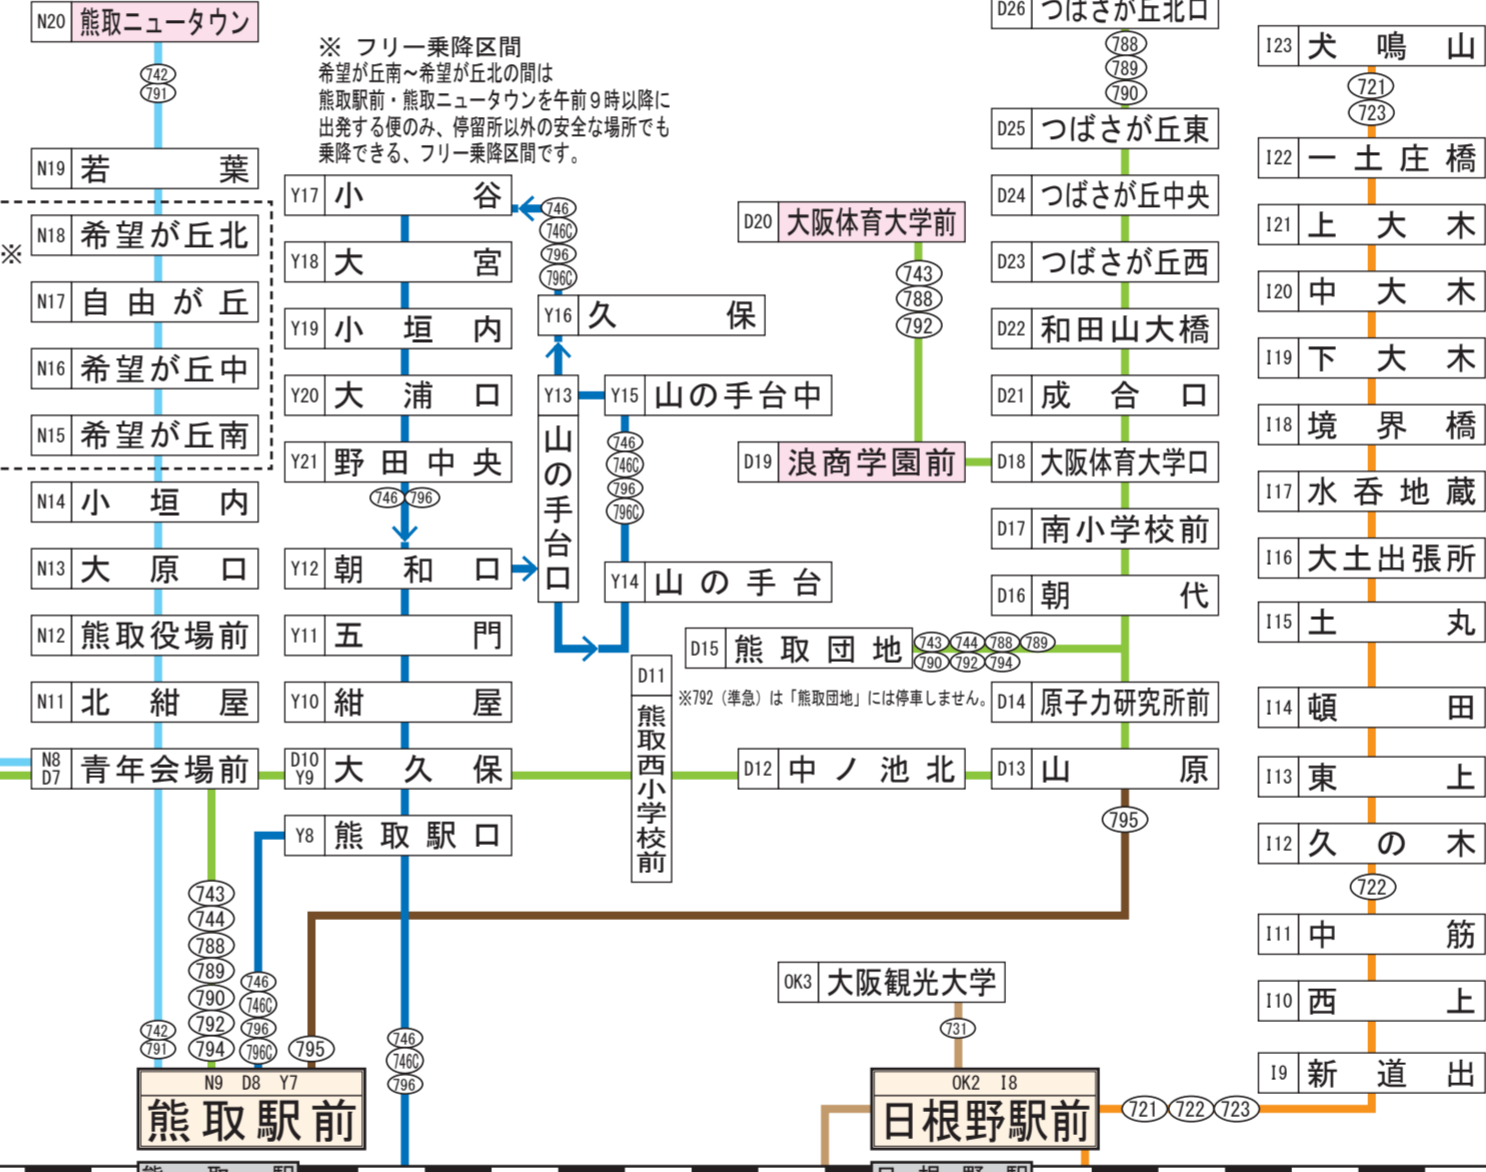 N20 熊取ニュータウン
742
791
N19 若葉
※
N18 希望が丘北
N17 自由が丘
N16 希望が丘中
N15 希望が丘南
N14 小垣内
N13 大原口
N12 熊取役場前
N11 北紺屋
N8 D7 青年会場前
742
791
743
744
788
789
790
792
794
746
746C
796
796C
795
N9 D8 Y7
熊取駅前
熊取駅
※ フリー乗降区間
希望が丘南～希望が丘北の間は
熊取駅前・熊取ニュータウンを午前9時以降に
出発する便のみ、停留所以外の安全な場所でも
乗降できる、フリー乗降区間です。
Y17 小谷
Y18 大宮
Y19 小垣内
Y20 大浦口
Y21 野田中央
746 796
Y12 朝和口
Y11 五門
Y10 紺屋
D10 Y9 大久保
Y8 熊取駅口
746
746C
796
746
746C
796
796C
Y16 久保
Y13 山の手台口
Y15 山の手台中
746
746C
796
796C
Y14 山の手台
D11 熊取西小学校前
D20 大阪体育大学前
743
788
792
D19 浪商学園前
D15 熊取団地
743 744 788 789
790 792 794
※792（準急）は「熊取団地」には停車しません。
D12 中ノ池北
D26 つばさが丘北口
788
789
790
D25 つばさが丘東
D24 つばさが丘中央
D23 つばさが丘西
D22 和田山大橋
D21 成合口
D18 大阪体育大学口
D17 南小学校前
D16 朝代
D14 原子力研究所前
D13 山原
795
OK3 大阪観光大学
731
OK2 I8
日根野駅前
日根野駅
721 722 723
I23 犬鳴山
721
723
I22 一土庄橋
I21 上大木
I20 中大木
I19 下大木
I18 境界橋
I17 水呑地蔵
I16 大土出張所
I15 土丸
I14 頓田
I13 東上
I12 久の木
722
I11 中筋
I10 西上
I9 新道出